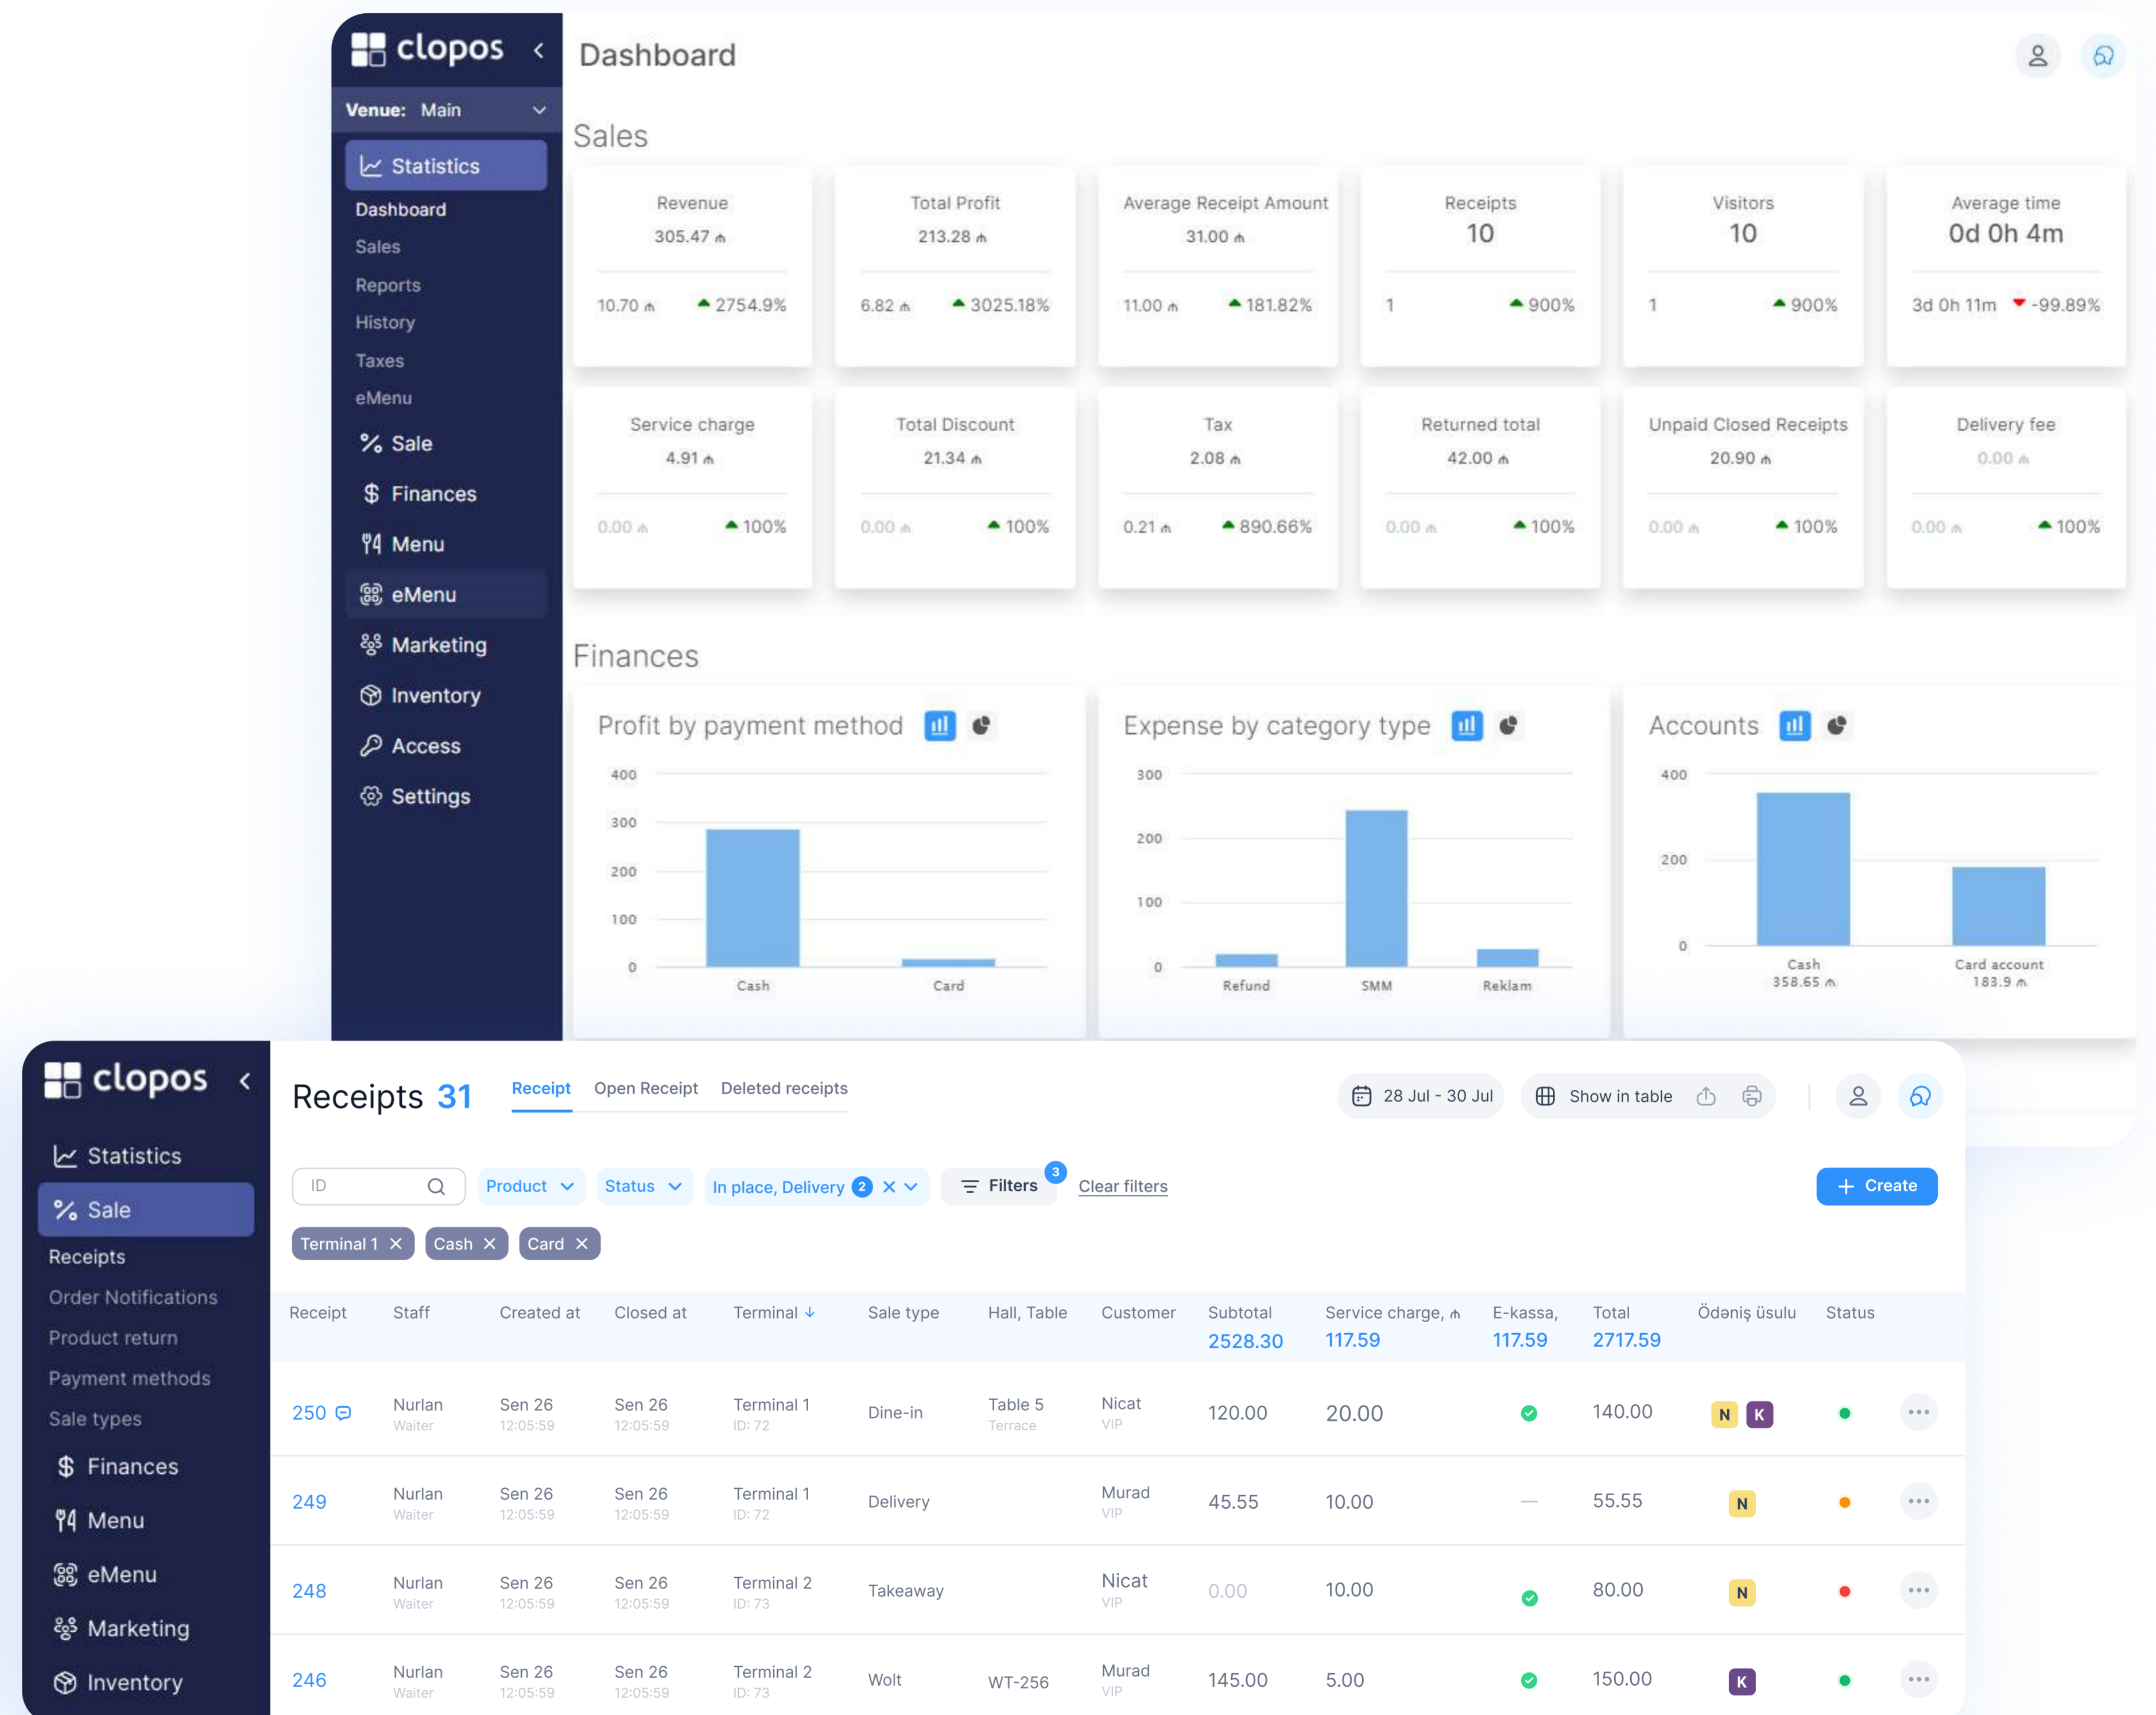 clopos
Venue: Main
Statistics
Dashboard
Sales
Reports
History
Taxes
eMenu
Sale
Finances
Menu
eMenu
Marketing
Inventory
Access
Settings
Dashboard
Sales
Revenue
305.47 ₼
10.70 ₼ 2754.9%
Total Profit
213.28 ₼
6.82 ₼ 3025.18%
Average Receipt Amount
31.00 ₼
11.00 ₼ 181.82%
Receipts
10
1 900%
Visitors
10
1 900%
Average time
0d 0h 4m
3d 0h 11m -99.89%
Service charge
4.91 ₼
0.00 ₼ 100%
Total Discount
21.34 ₼
0.00 ₼ 100%
Tax
2.08 ₼
0.21 ₼ 890.66%
Returned total
42.00 ₼
0.00 ₼ 100%
Unpaid Closed Receipts
20.90 ₼
0.00 ₼ 100%
Delivery fee
0.00 ₼
0.00 ₼ 100%
Finances
Profit by payment method
400
300
200
100
0
Cash Card
Expense by category type
300
200
100
0
Refund SMM Reklam
Accounts
400
200
0
Cash Card account
358.65 ₼ 183.9 ₼
clopos
Statistics
Sale
Receipts
Order Notifications
Product return
Payment methods
Sale types
Finances
Menu
eMenu
Marketing
Inventory
Receipts 31 Receipt Open Receipt Deleted receipts 28 Jul - 30 Jul Show in table
ID Product Status In place, Delivery 2 Filters 3 Clear filters + Create
Terminal 1 Cash Card
Receipt Staff Created at Closed at Terminal Sale type Hall, Table Customer Subtotal Service charge, ₼ E-kassa, Total Ödəniş üsulu Status
2528.30 117.59 117.59 2717.59
250 Nurlan Sen 26 Sen 26 Terminal 1 Dine-in Table 5 Nicat 120.00 20.00 140.00 N K
Waiter 12:05:59 12:05:59 ID: 72 Terrace VIP
249 Nurlan Sen 26 Sen 26 Terminal 1 Delivery Murad 45.55 10.00 — 55.55 N
Waiter 12:05:59 12:05:59 ID: 72 VIP
248 Nurlan Sen 26 Sen 26 Terminal 2 Takeaway Nicat 0.00 10.00 80.00 N
Waiter 12:05:59 12:05:59 ID: 73 VIP
246 Nurlan Sen 26 Sen 26 Terminal 2 Wolt WT-256 Murad 145.00 5.00 150.00 K
Waiter 12:05:59 12:05:59 ID: 73 VIP